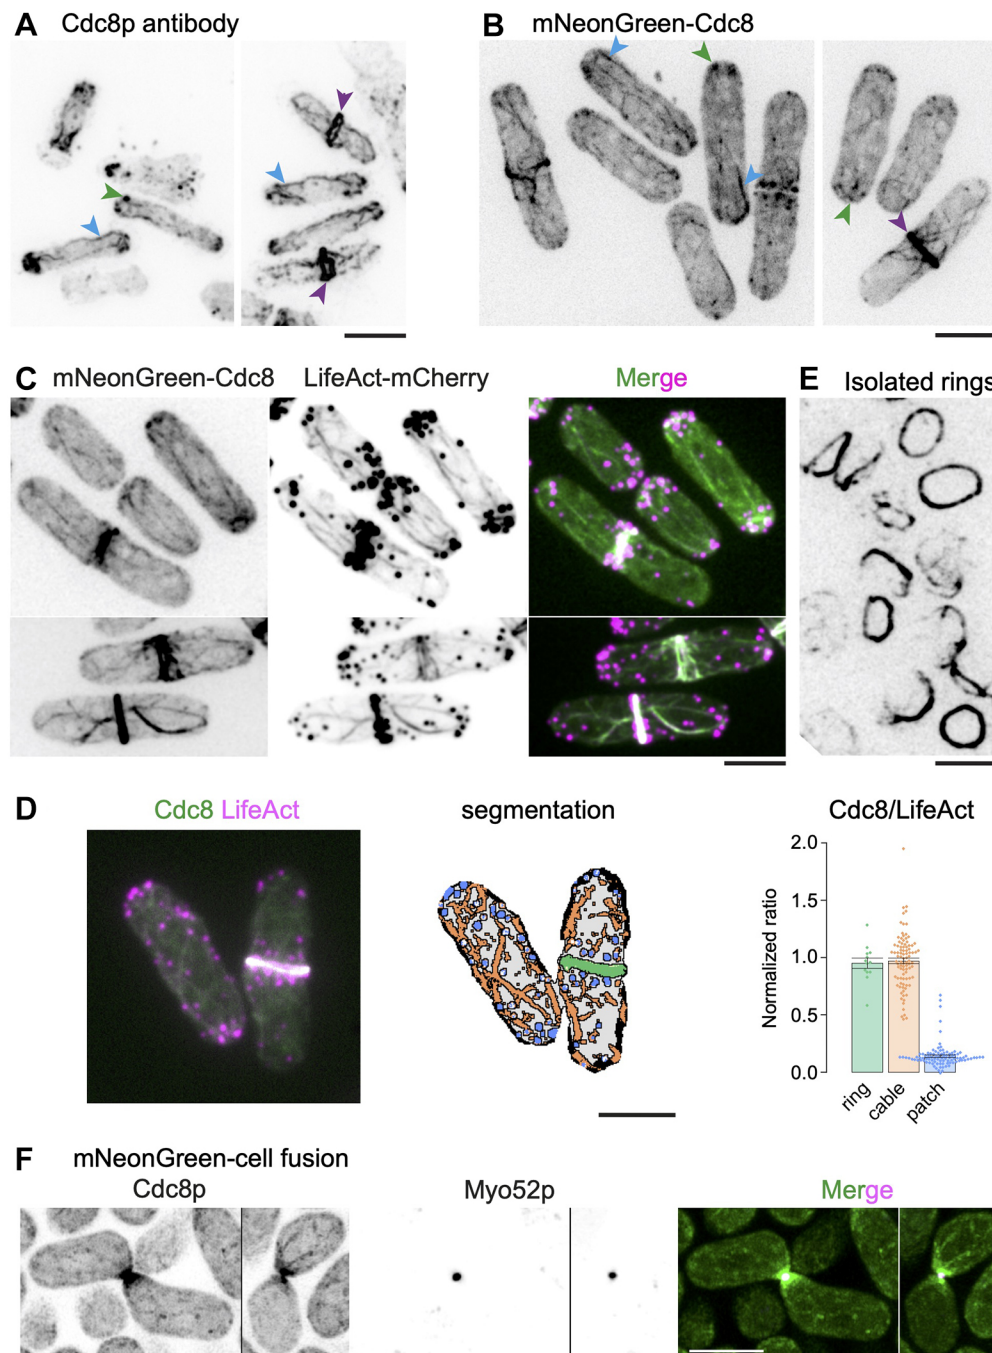 A Cdc8p antibody
B mNeonGreen-Cdc8
C mNeonGreen-Cdc8 LifeAct-mCherry Merge
E Isolated rings
D Cdc8 LifeAct segmentation Cdc8/LifeAct
Normalized ratio
2.0
1.5
1.0
0.5
0.0
ring cable patch
F mNeonGreen-cell fusion
Cdc8p Myo52p Merge